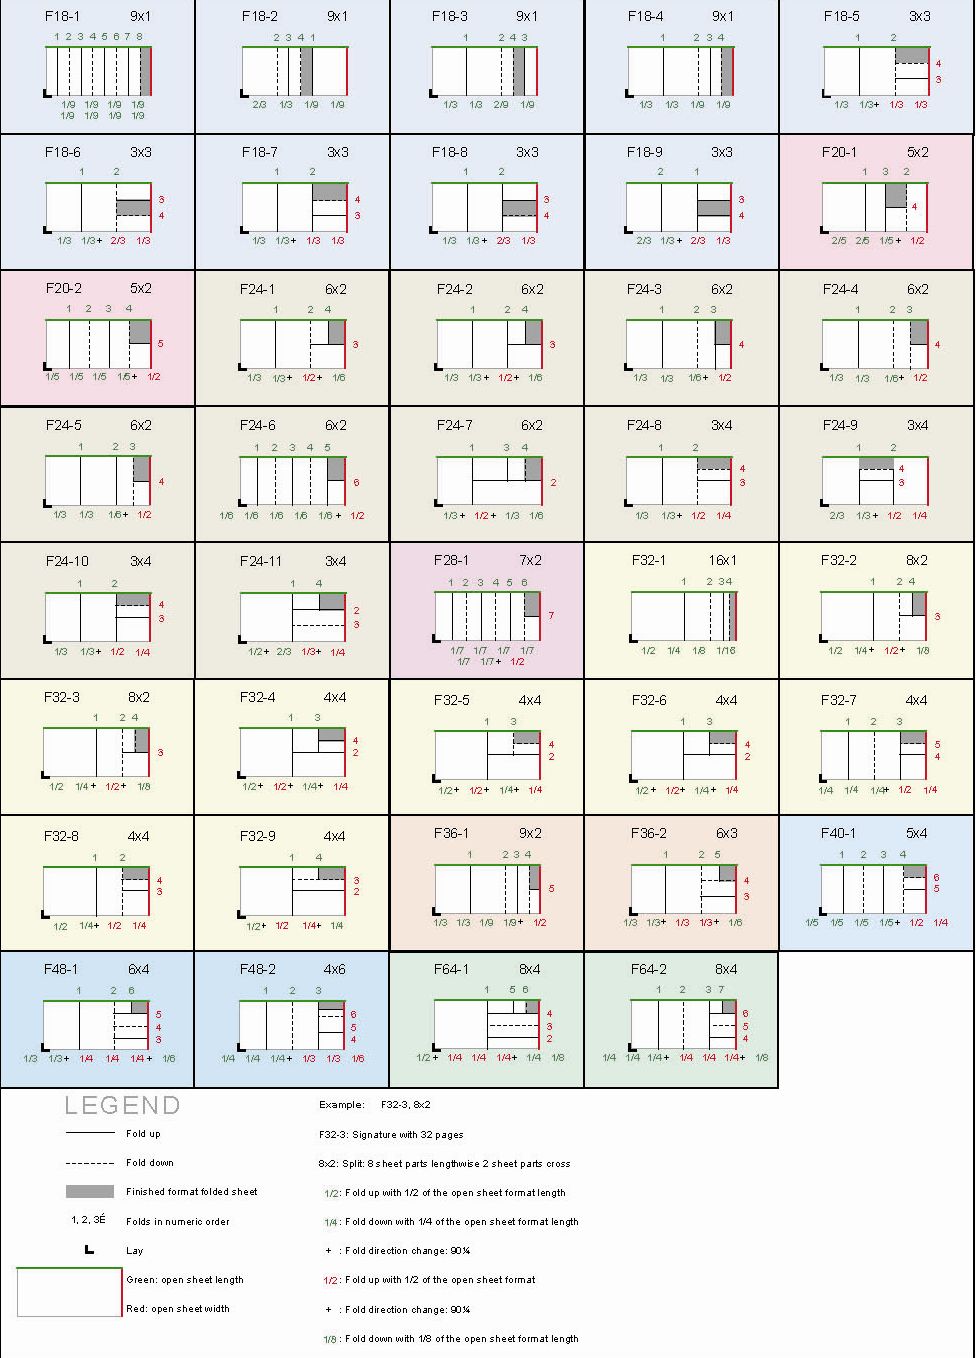 F18-1 9x1
1 2 3 4 5 6 7 8
1/9 1/9 1/9 1/9
1/9 1/9 1/9 1/9
F18-2 9x1
2 3 4 1
2/3 1/3 1/9 1/9
F18-3 9x1
1 2 4 3
1/3 1/3 2/9 1/9
F18-4 9x1
1 2 3 4
1/3 1/3 1/9 1/9
F18-5 3x3
1 2
4
3
1/3 1/3+ 1/3 1/3
F18-6 3x3
1 2
3
4
1/3 1/3+ 2/3 1/3
F18-7 3x3
1 2
4
3
1/3 1/3+ 1/3 1/3
F18-8 3x3
1 2
3
4
1/3 1/3+ 2/3 1/3
F18-9 3x3
2 1
3
4
2/3 1/3+ 2/3 1/3
F20-1 5x2
1 3 2
4
2/5 2/5 1/5+ 1/2
F20-2 5x2
1 2 3 4
5
1/5 1/5 1/5 1/5+ 1/2
F24-1 6x2
1 2 4
3
1/3 1/3+ 1/2+ 1/6
F24-2 6x2
1 2 4
3
1/3 1/3+ 1/2+ 1/6
F24-3 6x2
1 2 3
4
1/3 1/3 1/6+ 1/2
F24-4 6x2
1 2 3
4
1/3 1/3 1/6+ 1/2
F24-5 6x2
1 2 3
4
1/3 1/3 1/6+ 1/2
F24-6 6x2
1 2 3 4 5
6
1/6 1/6 1/6 1/6 1/6+ 1/2
F24-7 6x2
1 3 4
2
1/3+ 1/2+ 1/3 1/6
F24-8 3x4
1 2
4
3
1/3 1/3+ 1/2 1/4
F24-9 3x4
1 2
4
3
2/3 1/3+ 1/2 1/4
F24-10 3x4
1 2
4
3
1/3 1/3+ 1/2 1/4
F24-11 3x4
1 4
2
3
1/2+ 2/3 1/3+ 1/4
F28-1 7x2
1 2 3 4 5 6
7
1/7 1/7 1/7 1/7
1/7 1/7+ 1/2
F32-1 16x1
1 2 3 4
1/2 1/4 1/8 1/16
F32-2 8x2
1 2 4
3
1/2 1/4+ 1/2+ 1/8
F32-3 8x2
1 2 4
3
1/2 1/4+ 1/2+ 1/8
F32-4 4x4
1 3
4
2
1/2+ 1/2+ 1/4+ 1/4
F32-5 4x4
1 3
4
2
1/2+ 1/2+ 1/4+ 1/4
F32-6 4x4
1 3
4
2
1/2+ 1/2+ 1/4+ 1/4
F32-7 4x4
1 2 3
5
4
1/4 1/4 1/4+ 1/2 1/4
F32-8 4x4
1 2
4
3
1/2 1/4+ 1/2 1/4
F32-9 4x4
1 4
3
2
1/2+ 1/2 1/4+ 1/4
F36-1 9x2
1 2 3 4
5
1/3 1/3 1/9 1/9+ 1/2
F36-2 6x3
1 2 5
4
3
1/3 1/3+ 1/3 1/3+ 1/6
F40-1 5x4
1 2 3 4
6
5
1/5 1/5 1/5 1/5+ 1/2 1/4
F48-1 6x4
1 2 6
5
4
3
1/3 1/3+ 1/4 1/4 1/4+ 1/6
F48-2 4x6
1 2 3
6
5
4
1/4 1/4 1/4+ 1/3 1/3 1/6
F64-1 8x4
1 5 6
4
3
2
1/2+ 1/4 1/4 1/4+ 1/4 1/8
F64-2 8x4
1 2 3 7
6
5
4
1/4 1/4 1/4+ 1/4 1/4 1/4+ 1/8
LEGEND
Fold up
Fold down
Finished format folded sheet
1, 2, 3É Folds in numeric order
Lay
Green: open sheet length
Red: open sheet width
Example: F32-3, 8x2
F32-3: Signature with 32 pages
8x2: Split: 8 sheet parts lengthwise 2 sheet parts cross
1/2: Fold up with 1/2 of the open sheet format length
1/4: Fold down with 1/4 of the open sheet format length
+ : Fold direction change: 90¼
1/2: Fold up with 1/2 of the open sheet format
+ : Fold direction change: 90¼
1/8: Fold down with 1/8 of the open sheet format length